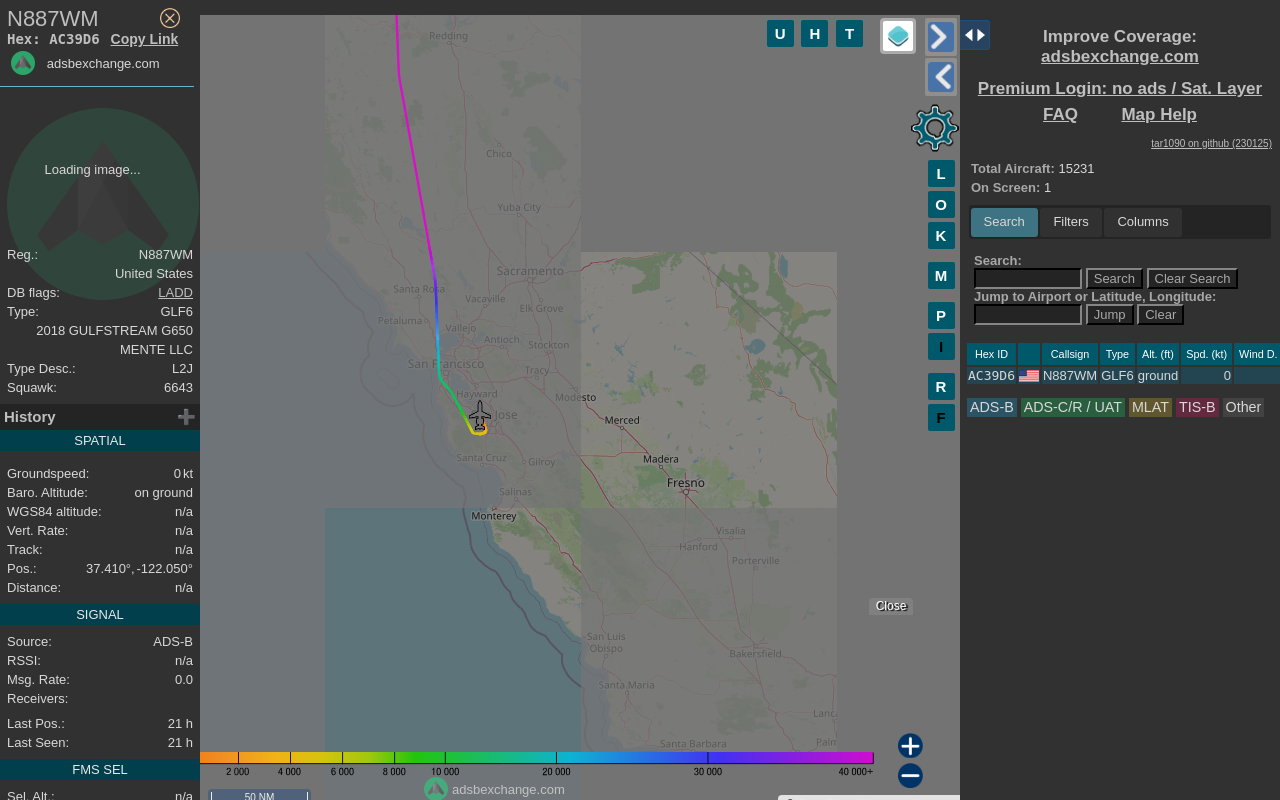 N887WM
Hex: AC39D6 Copy Link
adsbexchange.com
Loading image...
Reg.: N887WM
United States
DB flags: LADD
Type: GLF6
2018 GULFSTREAM G650
MENTE LLC
Type Desc.: L2J
Squawk: 6643
History
SPATIAL
Groundspeed: 0 kt
Baro. Altitude: on ground
WGS84 altitude: n/a
Vert. Rate: n/a
Track: n/a
Pos.: 37.410°, -122.050°
Distance: n/a
SIGNAL
Source: ADS-B
RSSI: n/a
Msg. Rate: 0.0
Receivers:
Last Pos.: 21 h
Last Seen: 21 h
FMS SEL
Sel. Alt.: n/a
U H T
L
O
K
M
P
I
R
F
Redding
Chico
Yuba City
Sacramento
Santa Rosa
Vacaville
Elk Grove
Petaluma
Vallejo
Antioch
Stockton
San Francisco
Tracy
Hayward
Modesto
Jose
Merced
Santa Cruz
Gilroy
Madera
Fresno
Salinas
Monterey
Visalia
Hanford
Porterville
San Luis
Obispo
Bakersfield
Santa Maria
Santa Barbara
Close
2 000 4 000 6 000 8 000 10 000 20 000 30 000 40 000+
adsbexchange.com
50 NM
Improve Coverage:
adsbexchange.com
Premium Login: no ads / Sat. Layer
FAQ Map Help
tar1090 on github (230125)
Total Aircraft: 15231
On Screen: 1
Search Filters Columns
Search:
Search Clear Search
Jump to Airport or Latitude, Longitude:
Jump Clear
Hex ID Callsign Type Alt. (ft) Spd. (kt) Wind D.
AC39D6 N887WM GLF6 ground 0
ADS-B ADS-C/R / UAT MLAT TIS-B Other